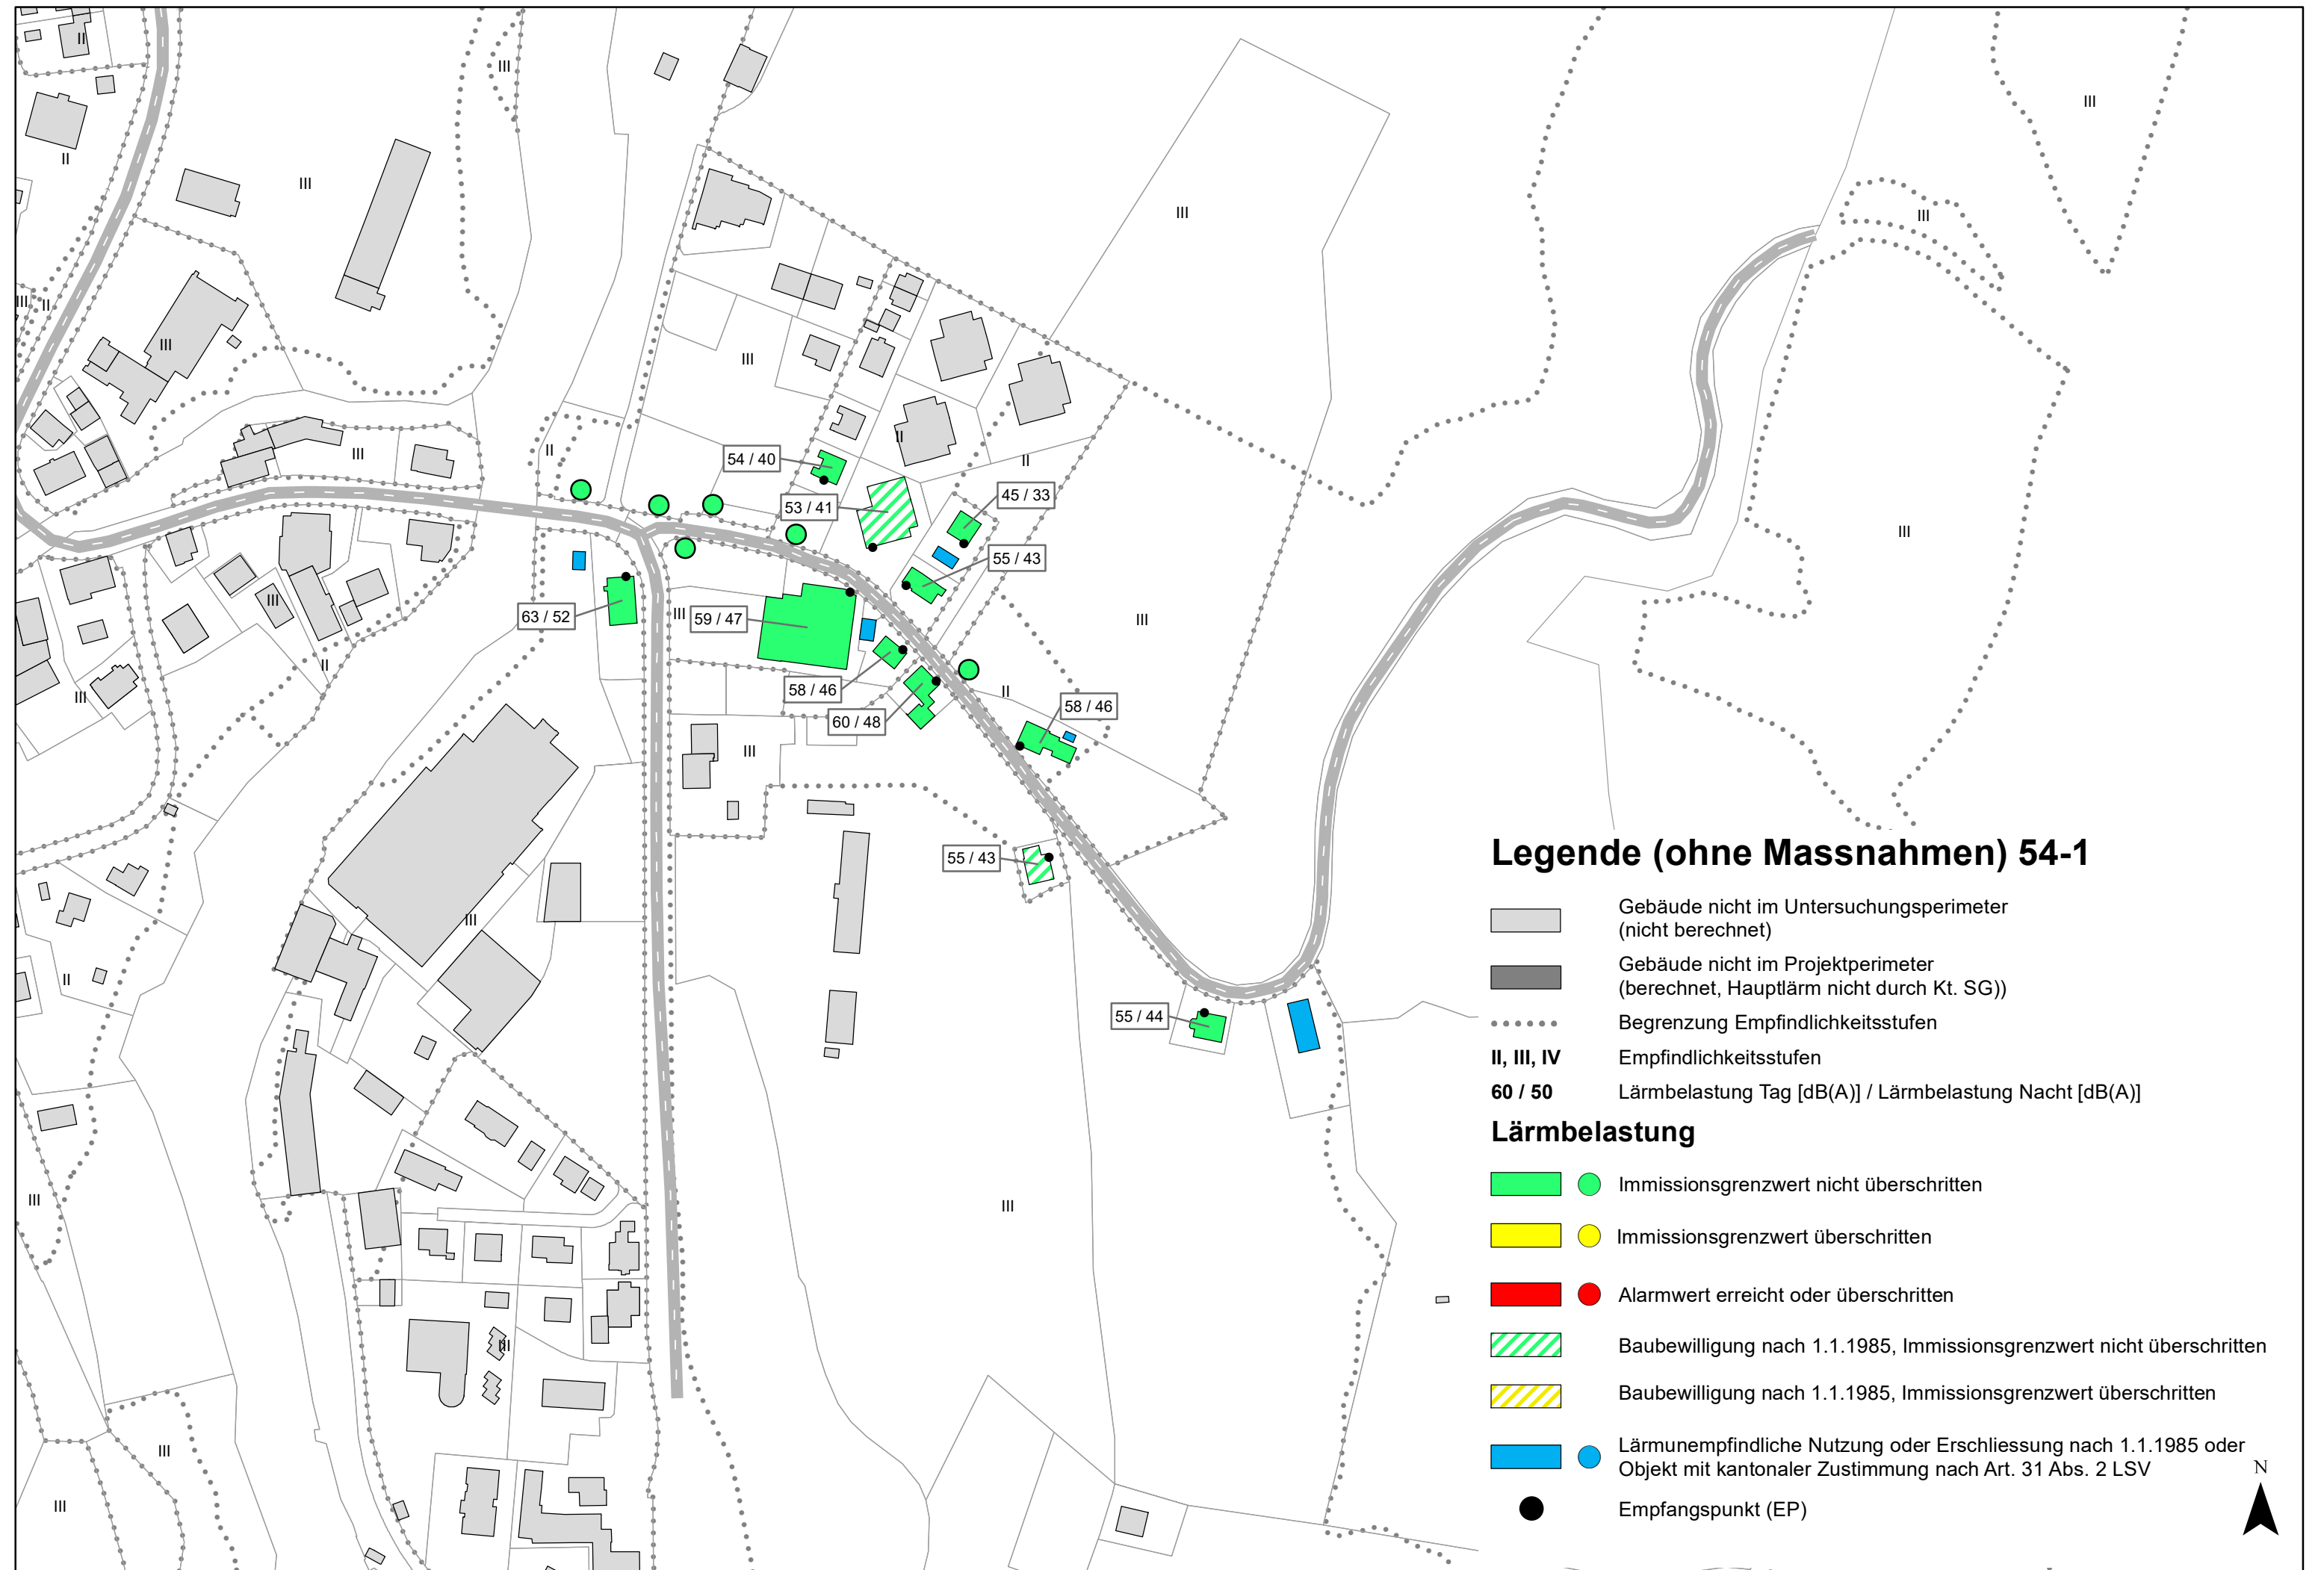 II
III
III
II
III
III
II
III
III
III
III
III
II
III
II
II
III
54 / 40
45 / 33
53 / 41
III
55 / 43
III
63 / 52
III
59 / 47
III
II
58 / 46
II
III
58 / 46
60 / 48
III
55 / 43
III
II
55 / 44
III
III
III
III
III
Legende (ohne Massnahmen) 54-1
Gebäude nicht im Untersuchungsperimeter
(nicht berechnet)
Gebäude nicht im Projektperimeter
(berechnet, Hauptlärm nicht durch Kt. SG))
Begrenzung Empfindlichkeitsstufen
II, III, IV Empfindlichkeitsstufen
60 / 50 Lärmbelastung Tag [dB(A)] / Lärmbelastung Nacht [dB(A)]
Lärmbelastung
Immissionsgrenzwert nicht überschritten
Immissionsgrenzwert überschritten
Alarmwert erreicht oder überschritten
Baubewilligung nach 1.1.1985, Immissionsgrenzwert nicht überschritten
Baubewilligung nach 1.1.1985, Immissionsgrenzwert überschritten
Lärmunempfindliche Nutzung oder Erschliessung nach 1.1.1985 oder
Objekt mit kantonaler Zustimmung nach Art. 31 Abs. 2 LSV
Empfangspunkt (EP)
N